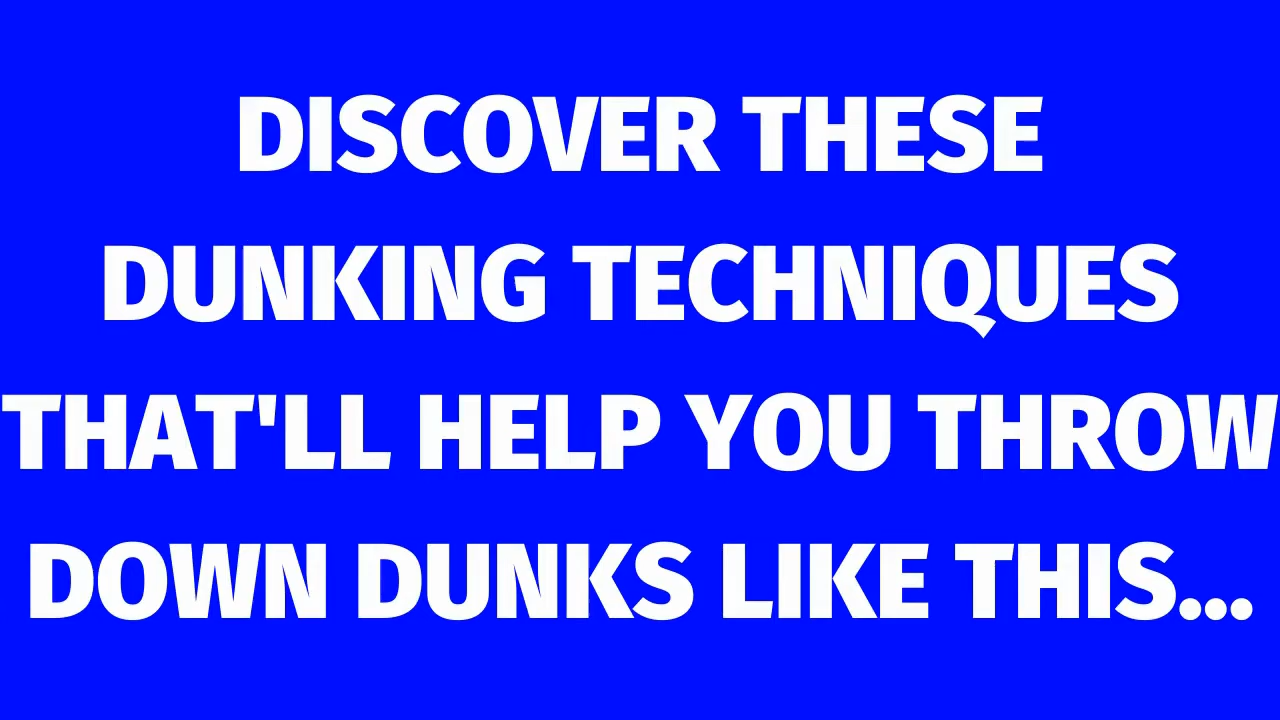 DISCOVER THESE
DUNKING TECHNIQUES
THAT'LL HELP YOU THROW
DOWN DUNKS LIKE THIS...